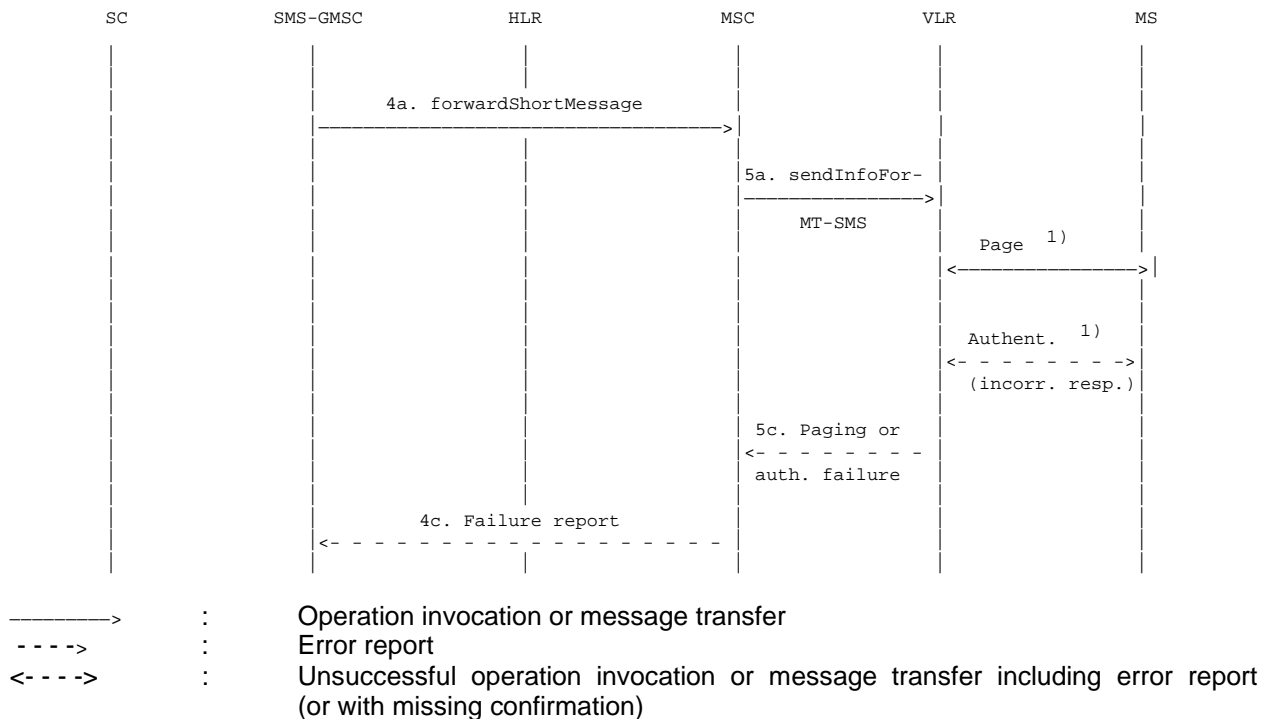 SC SMS-GMSC HLR MSC VLR MS
4a. forwardShortMessage
5a. sendInfoFor-
MT-SMS
Page 1)
Authent. 1)
(incorr. resp.)
5c. Paging or
auth. failure
4c. Failure report
: Operation invocation or message transfer
: Error report
: Unsuccessful operation invocation or message transfer including error report
(or with missing confirmation)